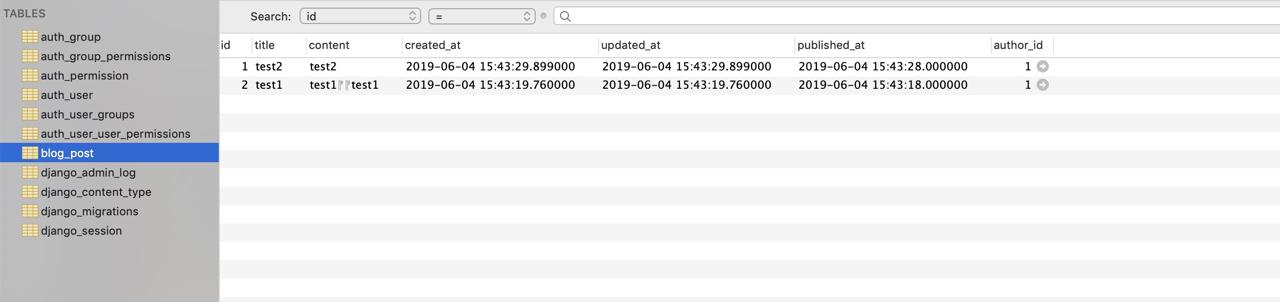 TABLES
auth_group
auth_group_permissions
auth_permission
auth_user
auth_user_groups
auth_user_user_permissions
blog_post
django_admin_log
django_content_type
django_migrations
django_session
Search: id =
id title content created_at updated_at published_at author_id
1 test2 test2 2019-06-04 15:43:29.899000 2019-06-04 15:43:29.899000 2019-06-04 15:43:28.000000 1
2 test1 test1 test1 2019-06-04 15:43:19.760000 2019-06-04 15:43:19.760000 2019-06-04 15:43:18.000000 1